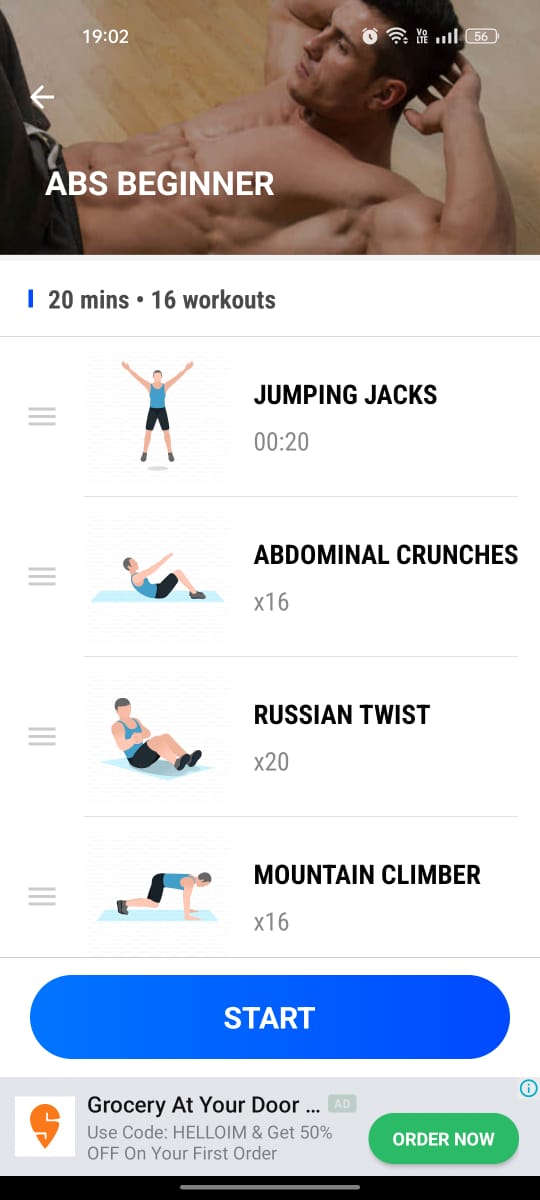 19:02
Vo
LTE
56
ABS BEGINNER
20 mins • 16 workouts
JUMPING JACKS
00:20
ABDOMINAL CRUNCHES
x16
RUSSIAN TWIST
x20
MOUNTAIN CLIMBER
x16
START
Grocery At Your Door ... AD
Use Code: HELLOIM & Get 50%
OFF On Your First Order
ORDER NOW